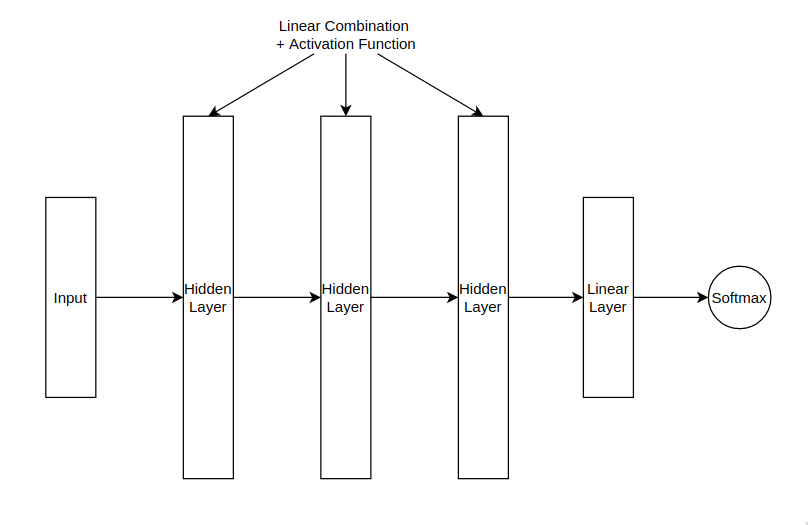 Linear Combination
+ Activation Function
Input
Hidden
Layer
Hidden
Layer
Hidden
Layer
Linear
Layer
Softmax